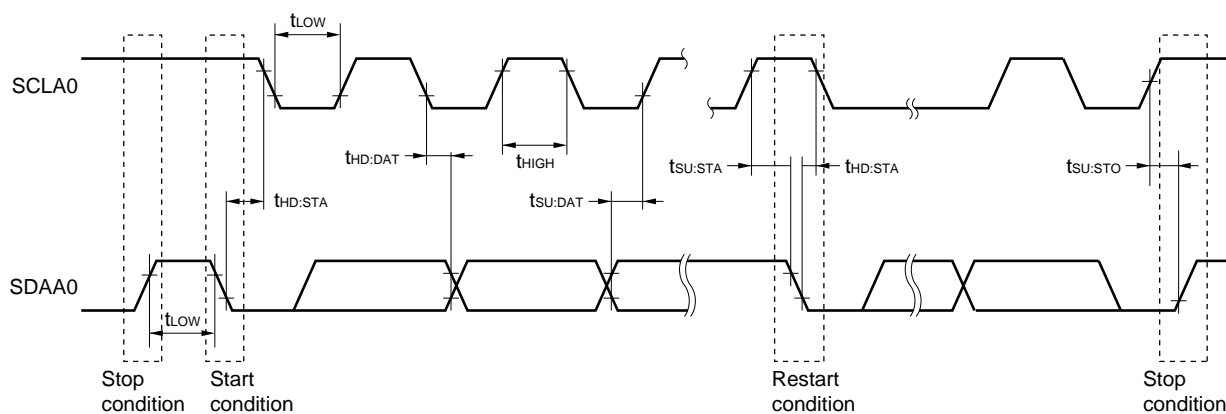 tLOW
SCLA0
tHD:DAT
tHIGH
tSU:STA
tHD:STA
tSU:STO
tHD:STA
tSU:DAT
SDAA0
tLOW
Stop
condition
Start
condition
Restart
condition
Stop
condition